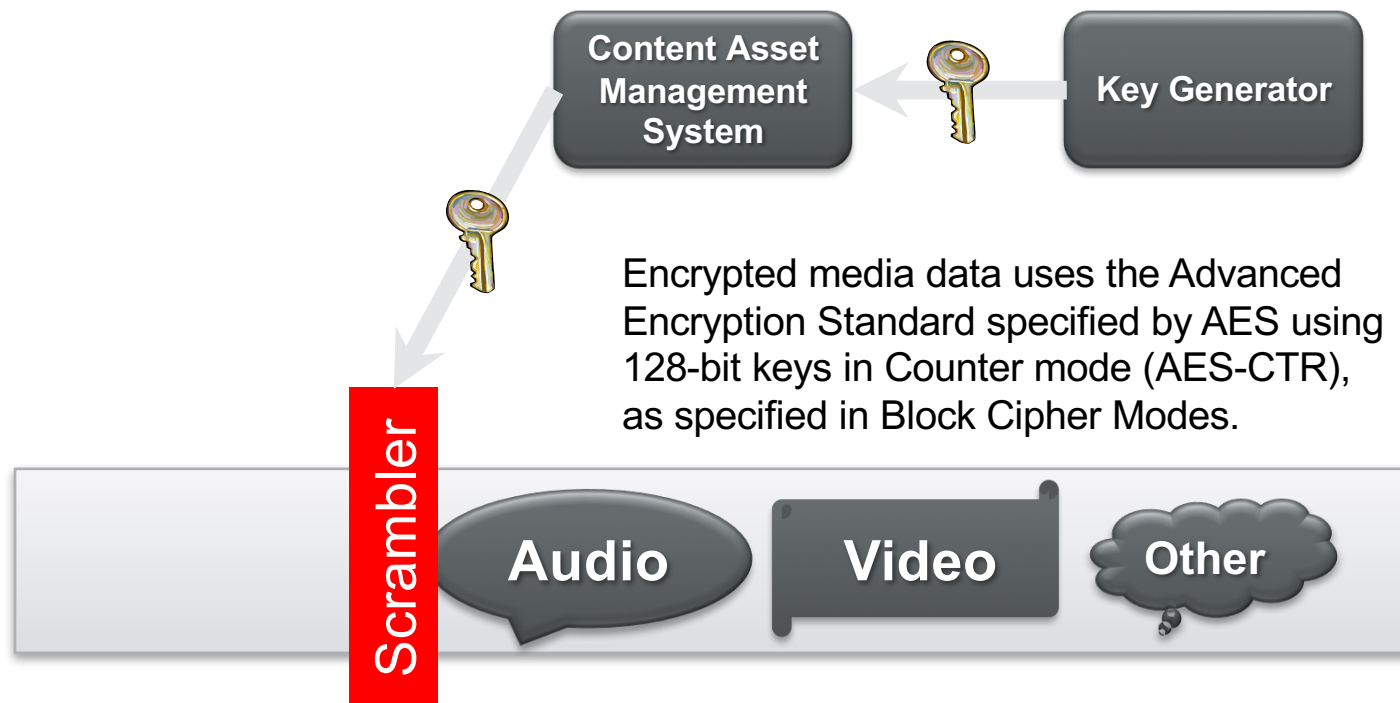 Content Asset
Management
System
Key Generator
Encrypted media data uses the Advanced
Encryption Standard specified by AES using
128-bit keys in Counter mode (AES-CTR),
as specified in Block Cipher Modes.
Scrambler
Audio
Video
Other